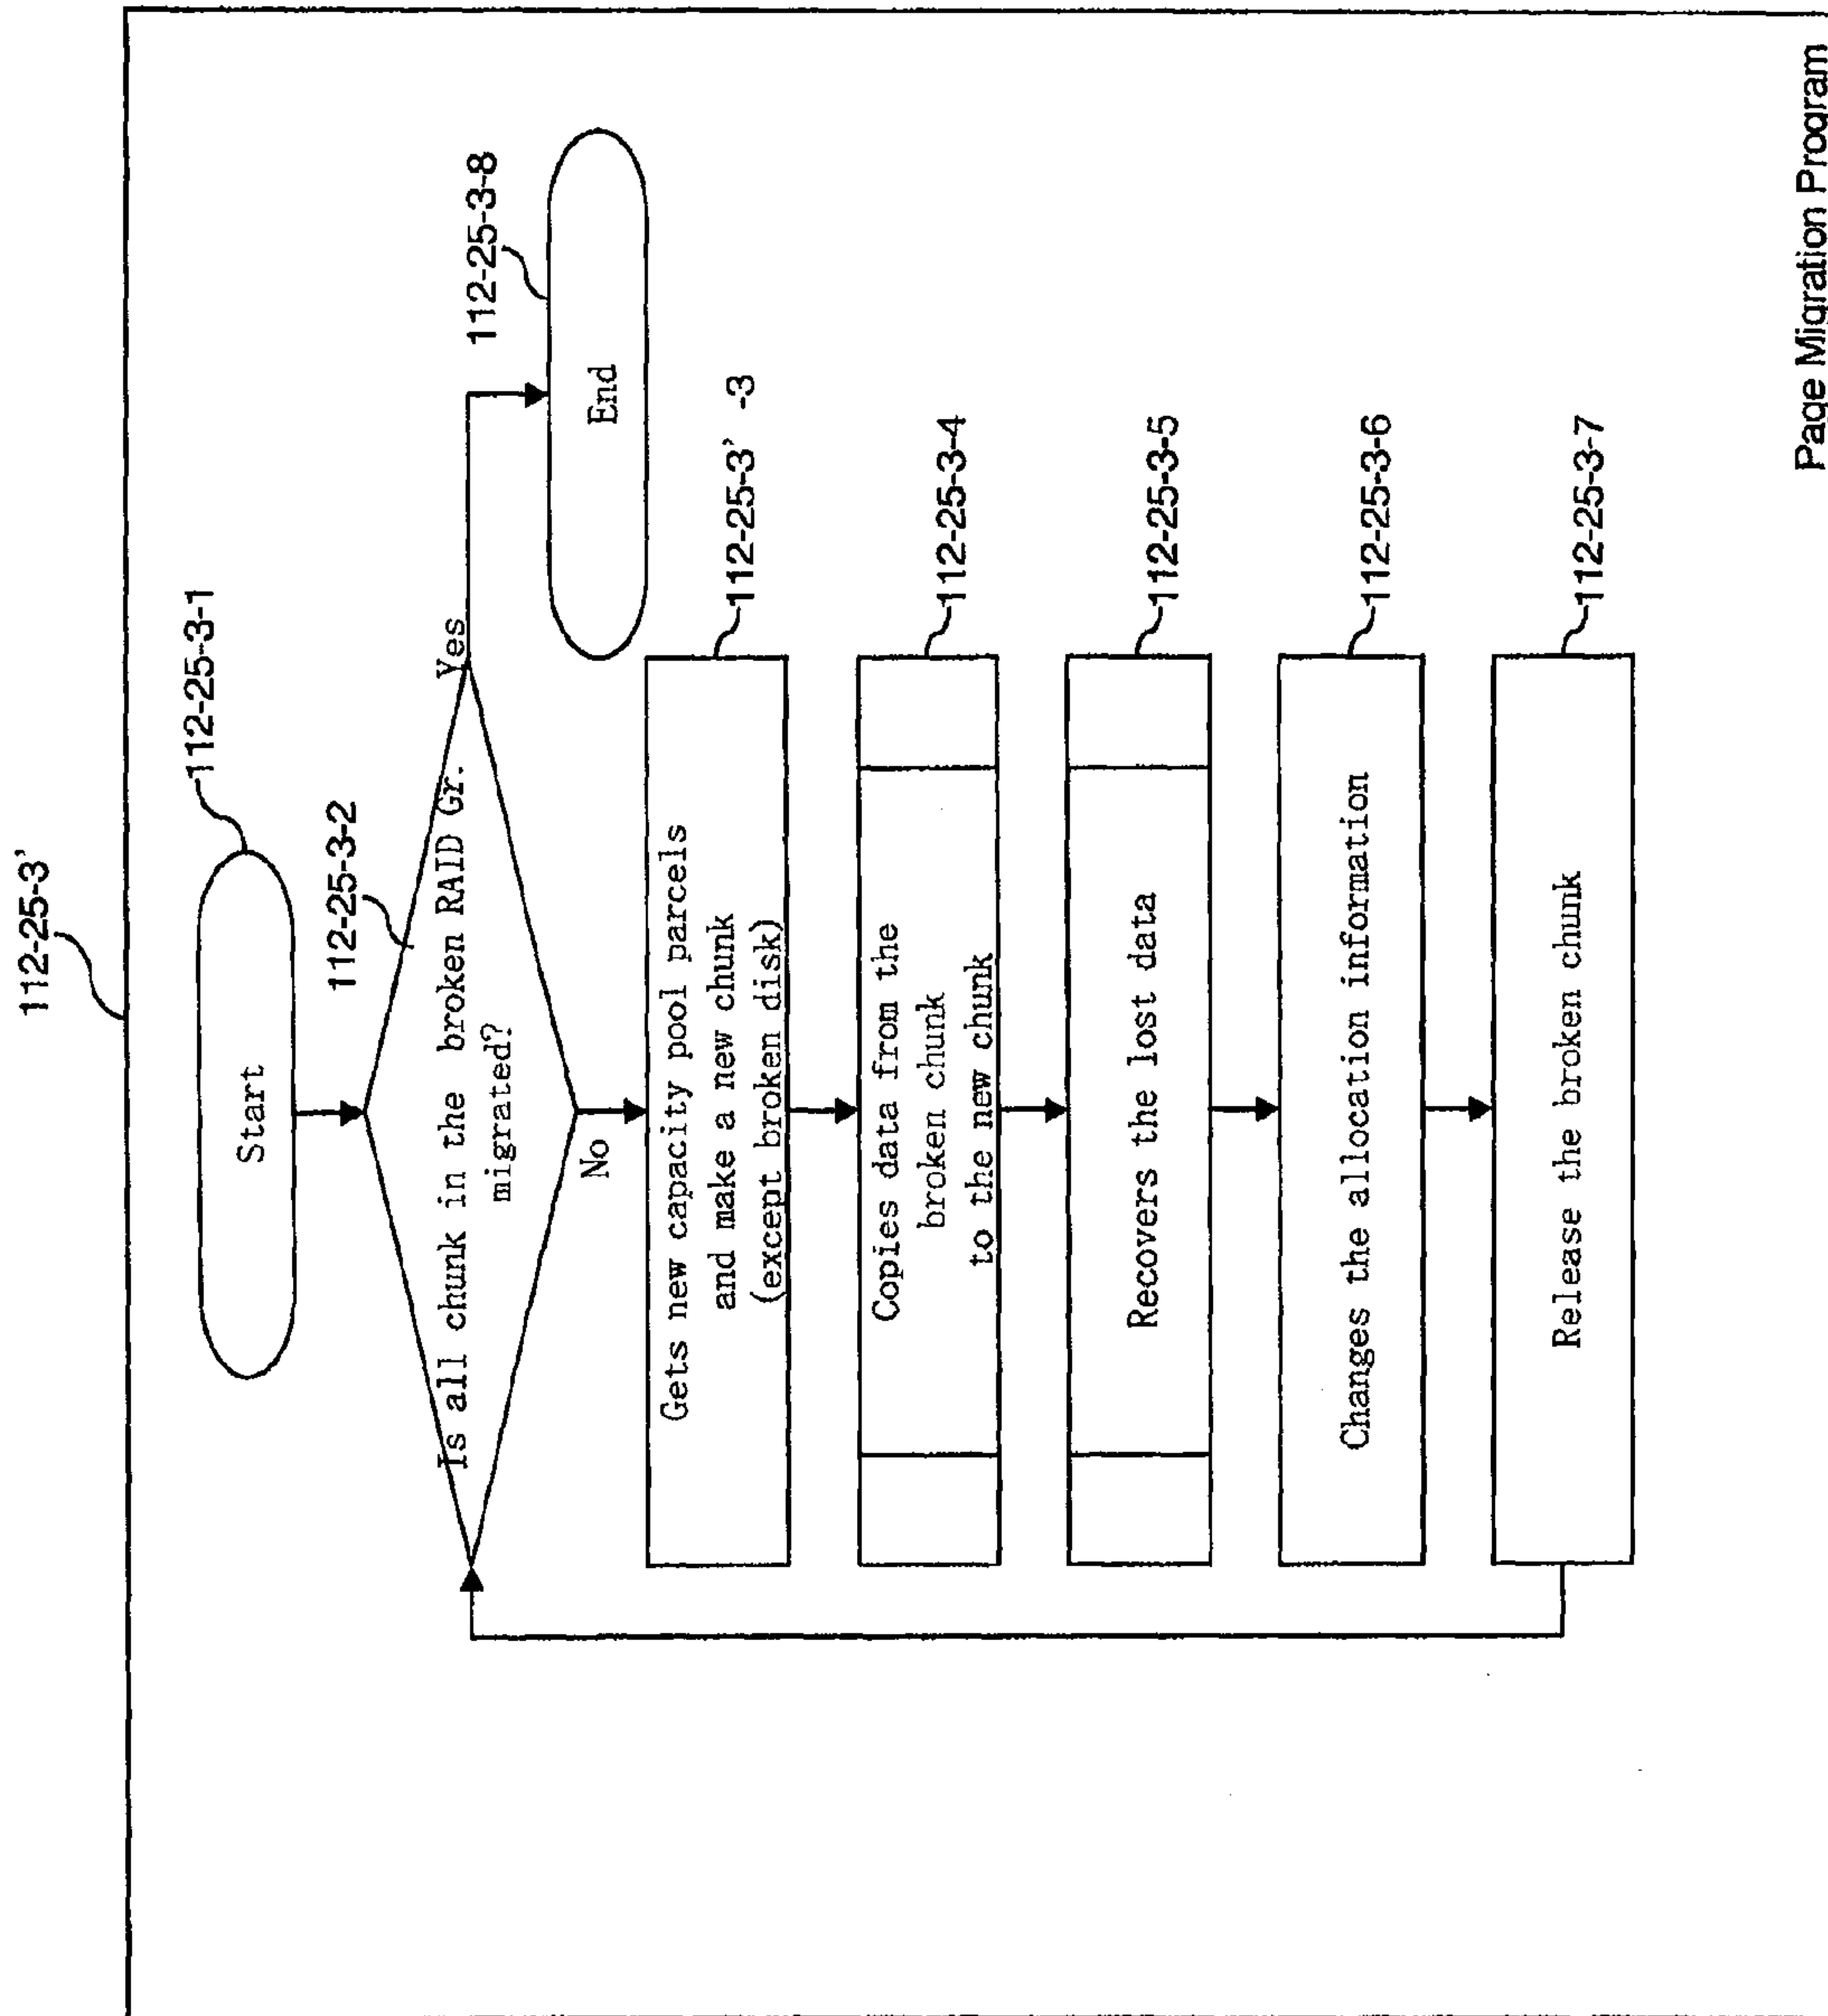 112-25-3'
112-25-3-1
Start
112-25-3-2
Is all chunk in the broken RAID Gr.
migrated?
Yes
112-25-3-8
End
No
Gets new capacity pool parcels
and make a new chunk
(except broken disk)
112-25-3' -3
Copies data from the
broken chunk
to the new chunk
112-25-3-4
Recovers the lost data
112-25-3-5
Changes the allocation information
112-25-3-6
Release the broken chunk
112-25-3-7
Page Migration Program